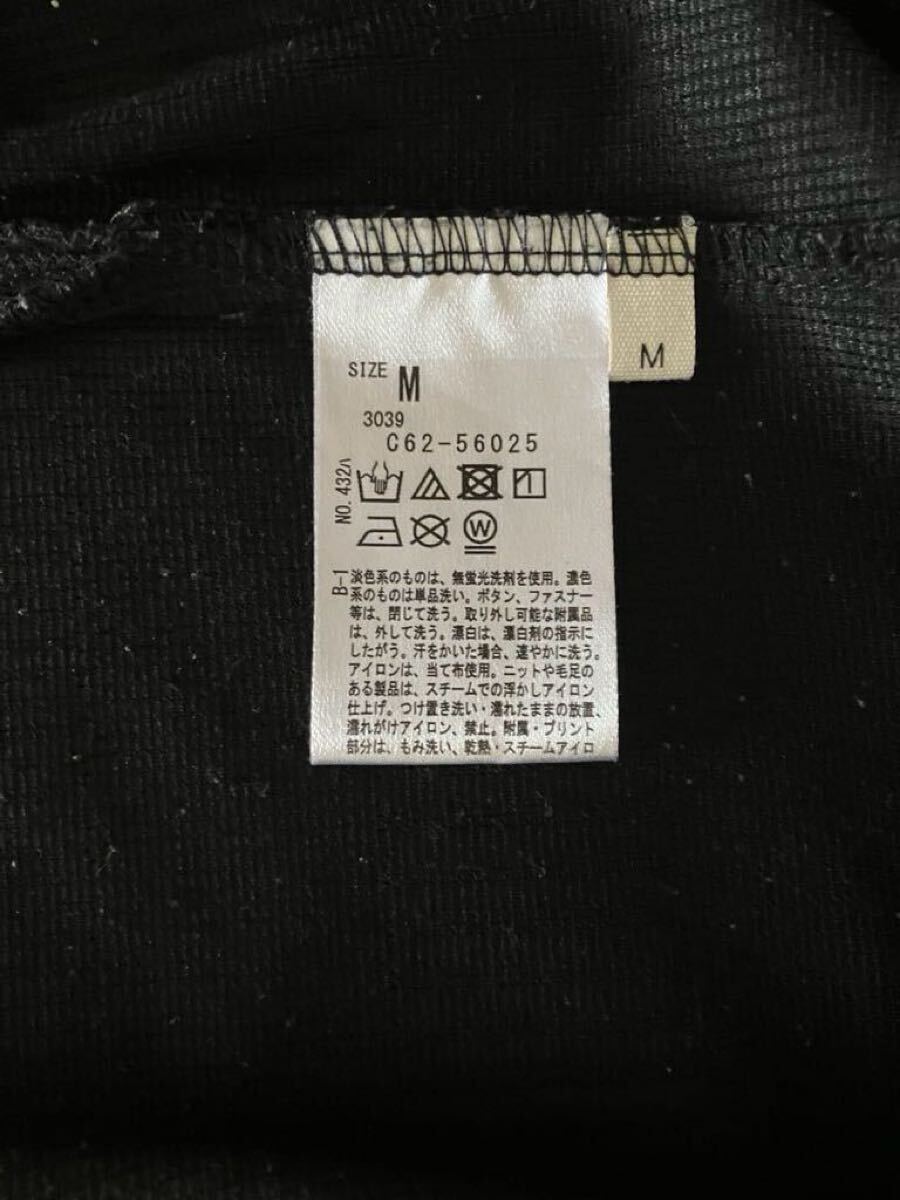 SIZE M
M
3039
C62-56025
NO.432ハ
W
B-1
淡色系のものは、無蛍光洗剤を使用。濃色
系のものは単品洗い。ボタン、ファスナー
等は、閉じて洗う。取り外し可能な附属品
は、外して洗う。漂白は、漂白剤の指示に
したがう。汗をかいた場合、速やかに洗う。
アイロンは、当て布使用。ニットや毛足の
ある製品は、スチームでの浮かしアイロン
仕上げ。つけ置き洗い・濡れたままの放置、
濡れがけアイロン、禁止。附属・プリント
部分は、もみ洗い、乾熱・スチームアイロ